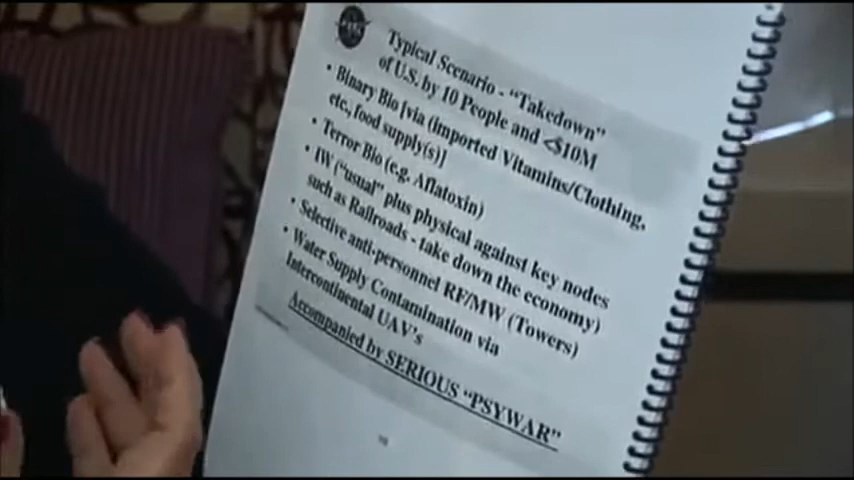 Typical Scenario - “Takedown”
of U.S. by 10 People and <$10M
• Binary Bio [via (imported Vitamins/Clothing,
etc., food supply(s)]
• Terror Bio (e.g. Aflatoxin)
• IW (“usual” plus physical against key nodes
such as Railroads - take down the economy)
• Selective anti-personnel RF/MW (Towers)
• Water Supply Contamination via
Intercontinental UAV's
Accompanied by SERIOUS “PSYWAR”